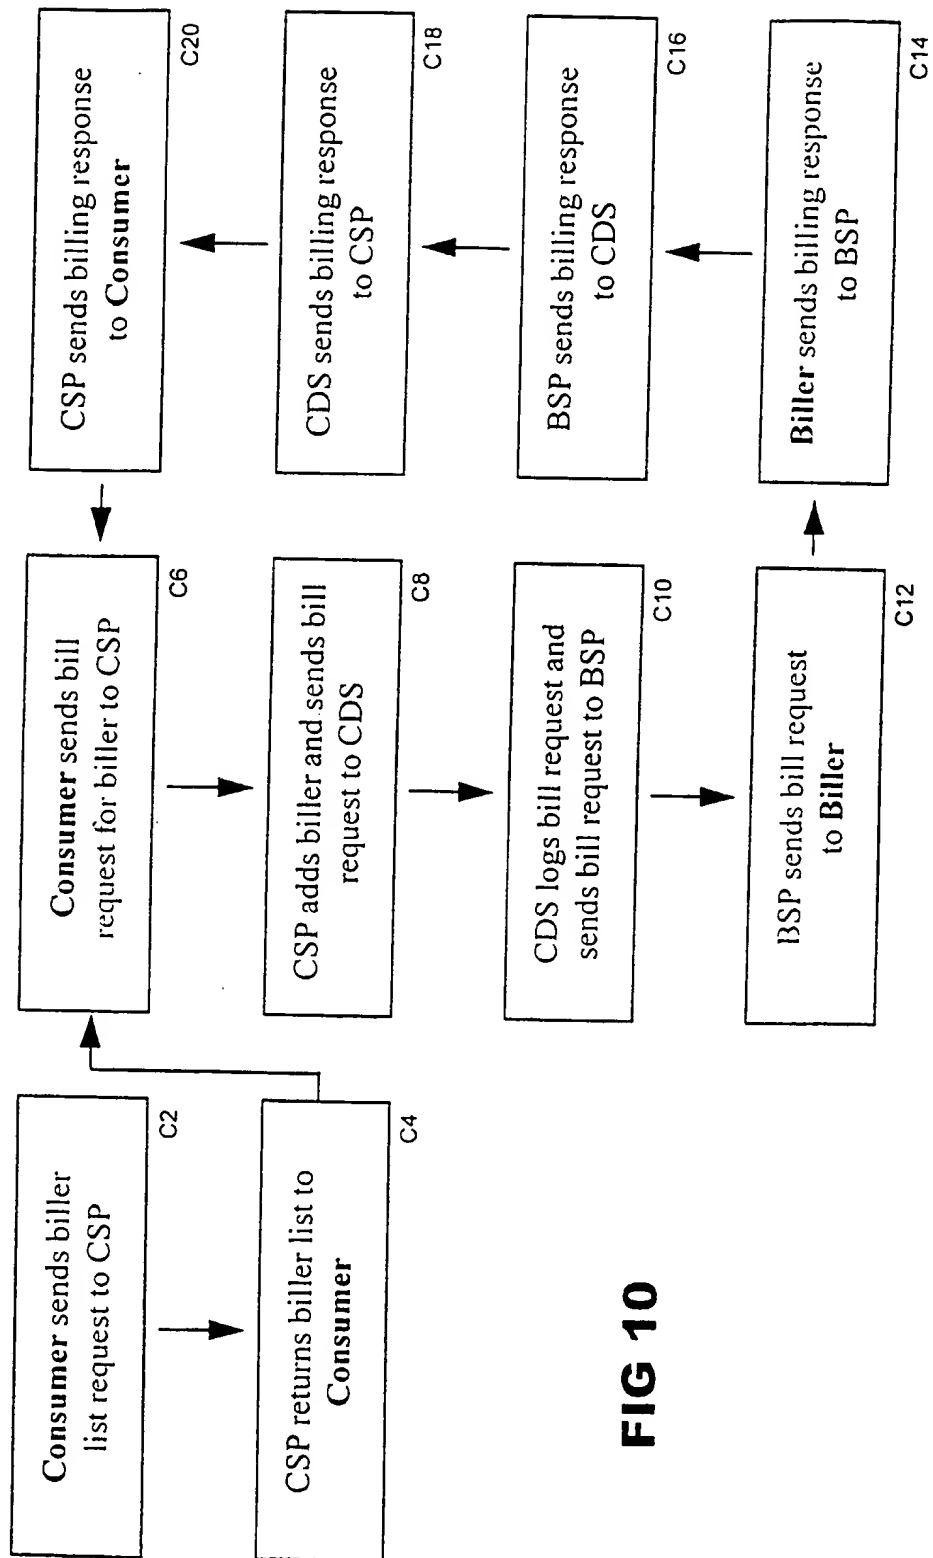 Consumer sends biller
list request to CSP
C2
CSP returns biller list to
Consumer
C4
Consumer sends bill
request for biller to CSP
C6
CSP adds biller and sends bill
request to CDS
C8
CDS logs bill request and
sends bill request to BSP
C10
BSP sends bill request
to Biller
C12
Biller sends billing response
to BSP
C14
BSP sends billing response
to CDS
C16
CDS sends billing response
to CSP
C18
CSP sends billing response
to Consumer
C20
FIG 10